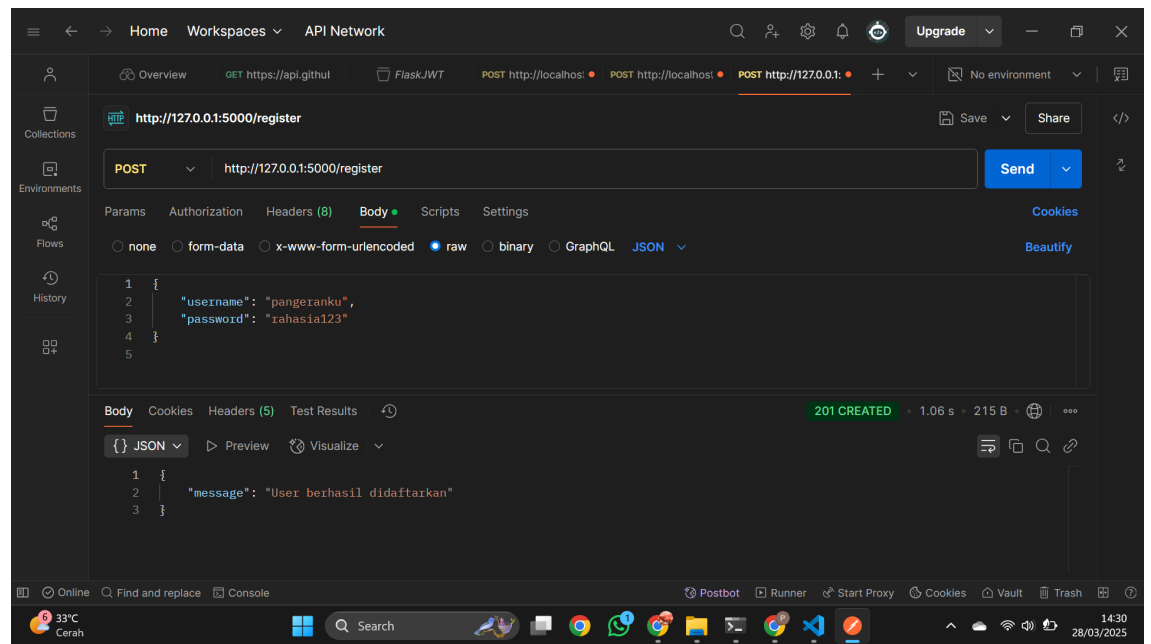 Home Workspaces API Network Upgrade
Overview GET https://api.githul FlaskJWT POST http://localhos POST http://localhost POST http://127.0.0.1: No environment
HTTP http://127.0.0.1:5000/register Save Share
Collections
POST http://127.0.0.1:5000/register Send
Environments
Params Authorization Headers (8) Body Scripts Settings Cookies
Flows
none form-data x-www-form-urlencoded raw binary GraphQL JSON Beautify
History
1 {
2 "username": "pangeranku",
3 "password": "rahasia123"
4 }
5
Body Cookies Headers (5) Test Results 201 CREATED 1.06 s 215 B
{} JSON Preview Visualize
1 {
2 "message": "User berhasil didaftarkan"
3 }
Online Find and replace Console Postbot Runner Start Proxy Cookies Vault Trash
6 33°C
Cerah
Search
14:30
28/03/2025